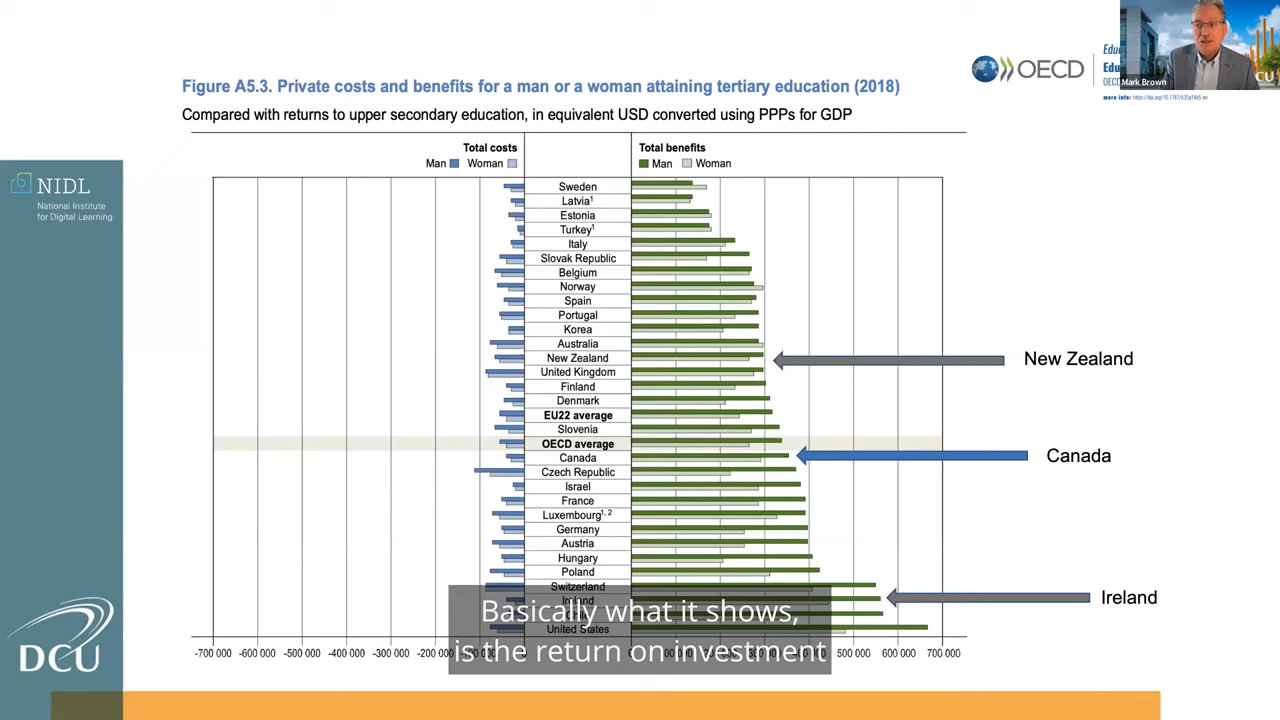 Figure A5.3. Private costs and benefits for a man or a woman attaining tertiary education (2018)
Compared with returns to upper secondary education, in equivalent USD converted using PPPs for GDP
OECD
Mark Brown
NIDL
National Institute
for Digital Learning
Total costs
Man Woman
Total benefits
Man Woman
Sweden
Latvia¹
Estonia
Turkey¹
Italy
Slovak Republic
Belgium
Norway
Spain
Portugal
Korea
Australia
New Zealand
United Kingdom
Finland
Denmark
EU22 average
Slovenia
OECD average
Canada
Czech Republic
Israel
France
Luxembourg¹, ²
Germany
Austria
Hungary
Poland
Switzerland
Ireland
United States
-700 000 -600 000 -500 000 -400 000 -300 000 500 000 600 000 700 000
New Zealand
Canada
Ireland
Basically what it shows,
is the return on investment
DCU